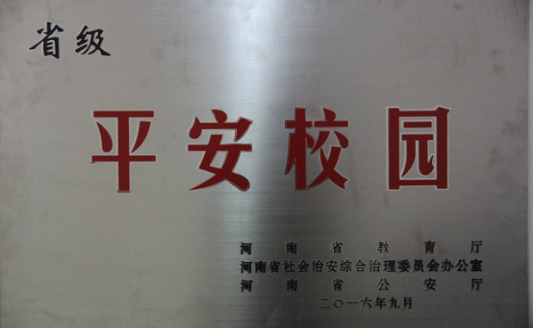 省级
平安校园
河南省教育厅
河南省社会治安综合治理委员会办公室
河南省公安厅
二〇一六年九月